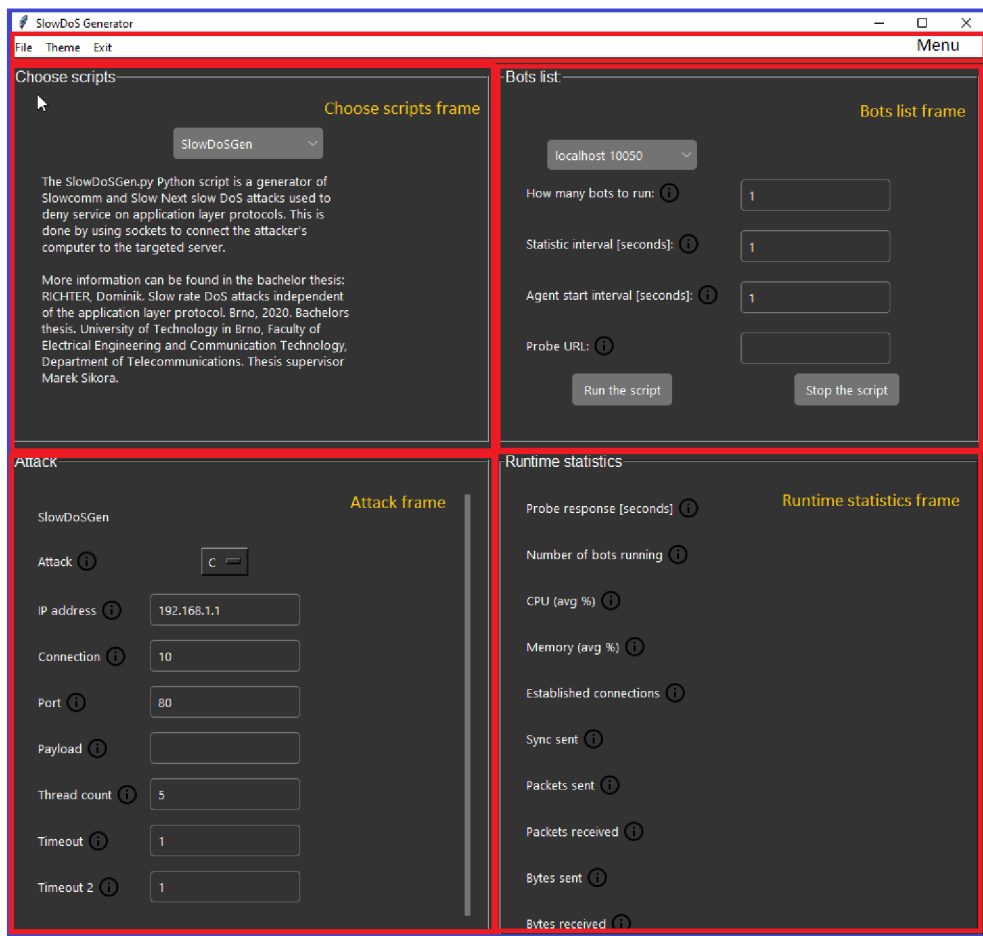 SlowDoS Generator
File Theme Exit
Menu
Choose scripts
Choose scripts frame
SlowDoSGen
The SlowDoSGen.py Python script is a generator of
Slowcomm and Slow Next slow DoS attacks used to
deny service on application layer protocols. This is
done by using sockets to connect the attacker's
computer to the targeted server.
More information can be found in the bachelor thesis:
RICHTER, Dominik. Slow rate DoS attacks independent
of the application layer protocol. Brno, 2020. Bachelors
thesis. University of Technology in Brno, Faculty of
Electrical Engineering and Communication Technology,
Department of Telecommunications. Thesis supervisor
Marek Sikora.
Bots list:
Bots list frame
localhost 10050
How many bots to run: i 1
Statistic interval [seconds]: i 1
Agent start interval [seconds]: i 1
Probe URL: i
Run the script Stop the script
Attack
Attack frame
SlowDoSGen
Attack i C
IP address i 192.168.1.1
Connection i 10
Port i 80
Payload i
Thread count i 5
Timeout i 1
Timeout 2 i 1
Runtime statistics
Runtime statistics frame
Probe response [seconds] i
Number of bots running i
CPU (avg %) i
Memory (avg %) i
Established connections i
Sync sent i
Packets sent i
Packets received i
Bytes sent i
Bytes received i